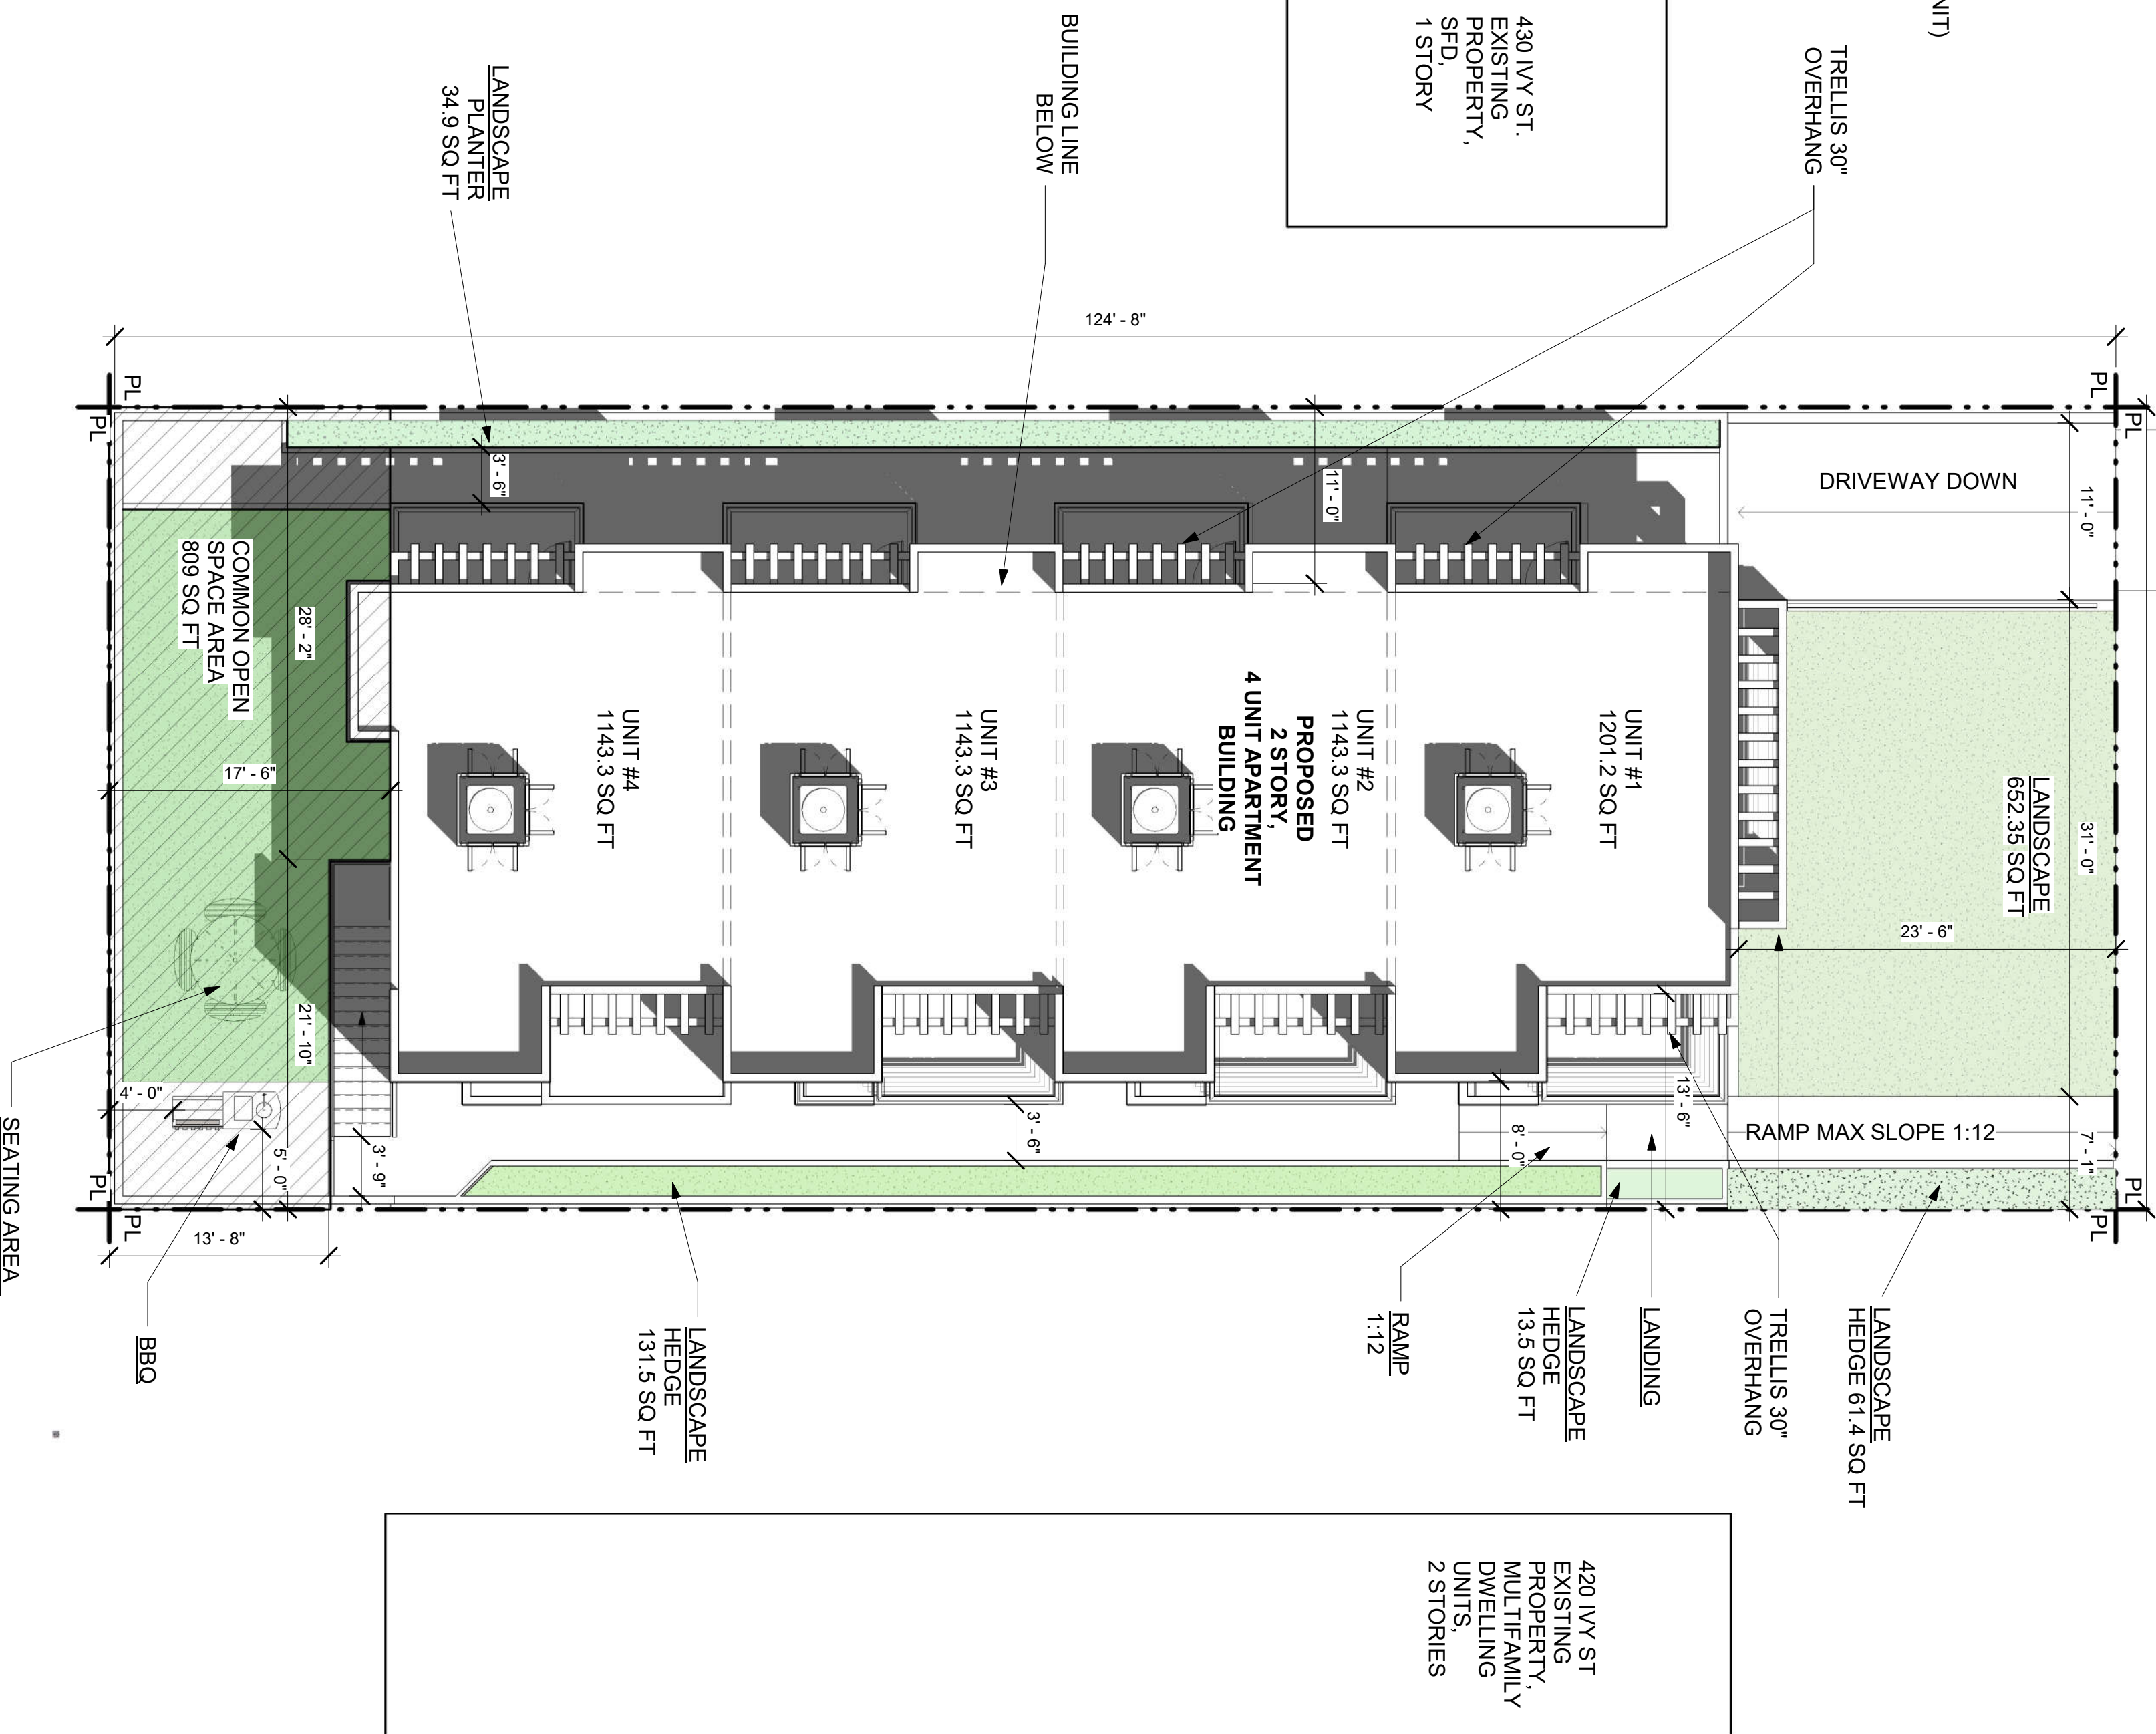 NIT)
TRELLIS 30"
OVERHANG
430 IVY ST.
EXISTING
PROPERTY,
SFD,
1 STORY
BUILDING LINE
BELOW
LANDSCAPE
PLANTER
34.9 SQ FT
124' - 8"
PL
PL
PL
PL
DRIVEWAY DOWN
11' - 0"
3' - 6"
11' - 0"
COMMON OPEN
SPACE AREA
809 SQ FT
28' - 2"
17' - 6"
21' - 10"
UNIT #4
1143.3 SQ FT
UNIT #3
1143.3 SQ FT
UNIT #2
1143.3 SQ FT
PROPOSED
2 STORY,
4 UNIT APARTMENT
BUILDING
UNIT #1
1201.2 SQ FT
LANDSCAPE
652.35 SQ FT
31' - 0"
23' - 6"
13' - 6"
RAMP MAX SLOPE 1:12
7' - 1"
8' - 0"
3' - 6"
4' - 0"
5' - 0"
3' - 9"
13' - 8"
PL
PL
PL
PL
SEATING AREA
BBQ
LANDSCAPE
HEDGE
131.5 SQ FT
RAMP
1:12
LANDSCAPE
HEDGE
13.5 SQ FT
LANDING
TRELLIS 30"
OVERHANG
LANDSCAPE
HEDGE 61.4 SQ FT
420 IVY ST
EXISTING
PROPERTY,
MULTIFAMILY
DWELLING
UNITS,
2 STORIES